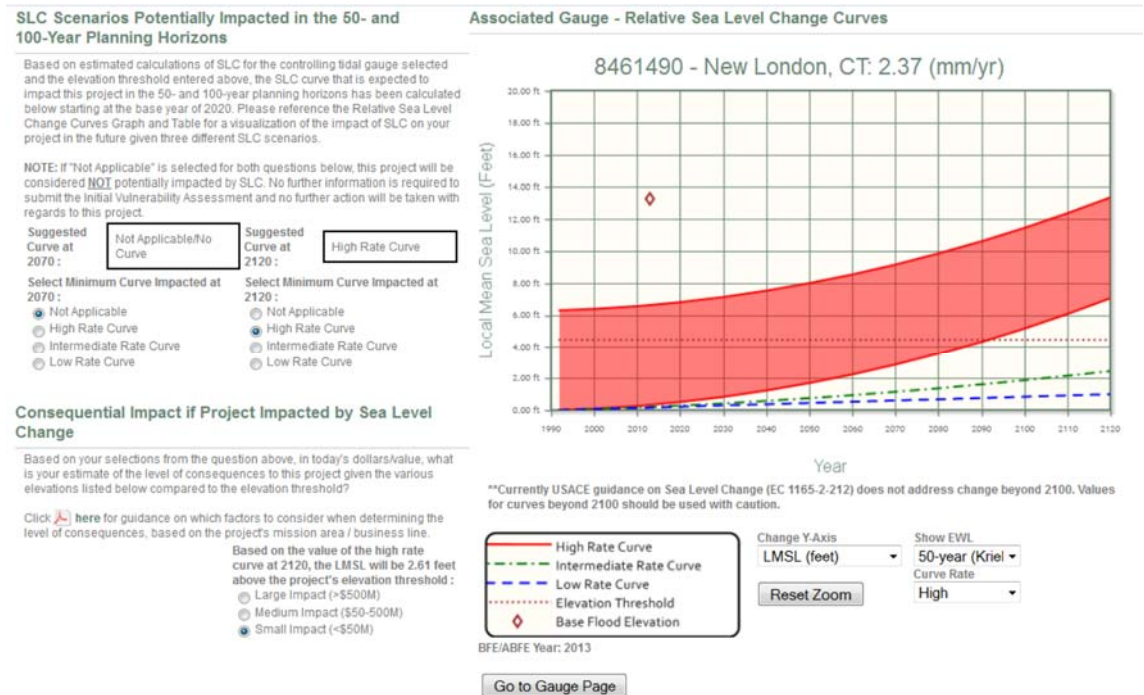 SLC Scenarios Potentially Impacted in the 50- and
100-Year Planning Horizons
Based on estimated calculations of SLC for the controlling tidal gauge selected
and the elevation threshold entered above, the SLC curve that is expected to
impact this project in the 50- and 100-year planning horizons has been calculated
below starting at the base year of 2020. Please reference the Relative Sea Level
Change Curves Graph and Table for a visualization of the impact of SLC on your
project in the future given three different SLC scenarios.
NOTE: If "Not Applicable" is selected for both questions below, this project will be
considered NOT potentially impacted by SLC. No further information is required to
submit the Initial Vulnerability Assessment and no further action will be taken with
regards to this project.
Suggested
Curve at
2070 :
Not Applicable/No
Curve
Suggested
Curve at
2120 :
High Rate Curve
Select Minimum Curve Impacted at
2070 :
Not Applicable
High Rate Curve
Intermediate Rate Curve
Low Rate Curve
Select Minimum Curve Impacted at
2120 :
Not Applicable
High Rate Curve
Intermediate Rate Curve
Low Rate Curve
Consequential Impact if Project Impacted by Sea Level
Change
Based on your selections from the question above, in today's dollars/value, what
is your estimate of the level of consequences to this project given the various
elevations listed below compared to the elevation threshold?
Click here for guidance on which factors to consider when determining the
level of consequences, based on the project's mission area / business line.
Based on the value of the high rate
curve at 2120, the LMSL will be 2.61 feet
above the project's elevation threshold :
Large Impact (>$500M)
Medium Impact ($50-500M)
Small Impact (<$50M)
Associated Gauge - Relative Sea Level Change Curves
8461490 - New London, CT: 2.37 (mm/yr)
20.00 ft
18.00 ft
16.00 ft
14.00 ft
12.00 ft
10.00 ft
8.00 ft
6.00 ft
4.00 ft
2.00 ft
0.00 ft
Local Mean Sea Level (Feet)
1990 2000 2010 2020 2030 2040 2050 2060 2070 2080 2090 2100 2110 2120
Year
**Currently USACE guidance on Sea Level Change (EC 1165-2-212) does not address change beyond 2100. Values
for curves beyond 2100 should be used with caution.
High Rate Curve
Intermediate Rate Curve
Low Rate Curve
Elevation Threshold
Base Flood Elevation
BFE/ABFE Year: 2013
Change Y-Axis
LMSL (feet)
Reset Zoom
Show EWL
50-year (Kriel
Curve Rate
High
Go to Gauge Page